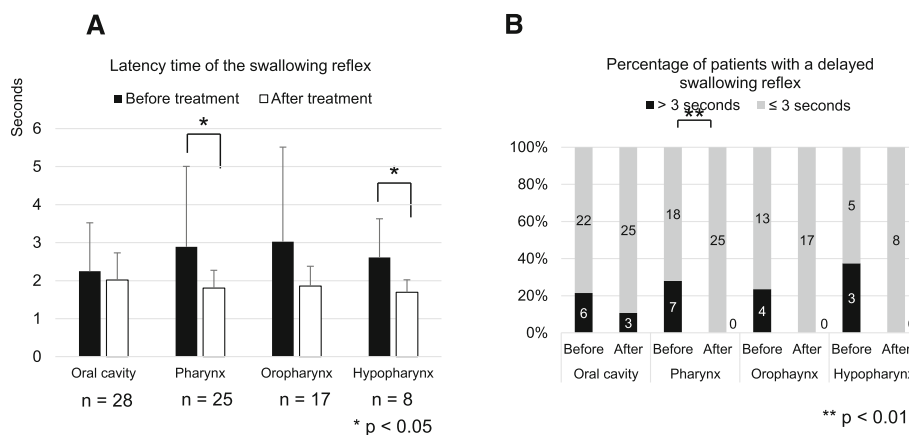 A
Latency time of the swallowing reflex
■ Before treatment □ After treatment
Seconds
6
5
4
3
2
1
0
*
*
Oral cavity Pharynx Oropharynx Hypopharynx
n = 28 n = 25 n = 17 n = 8
* p < 0.05
B
Percentage of patients with a delayed
swallowing reflex
■ > 3 seconds ■ ≤ 3 seconds
**
100%
80%
60%
40%
20%
0%
22 25 18 25 13 17 5 8
6 3 7 0 4 0 3
Before After Before After Before After Before After
Oral cavity Pharynx Orophaynx Hypopharynx
** p < 0.01